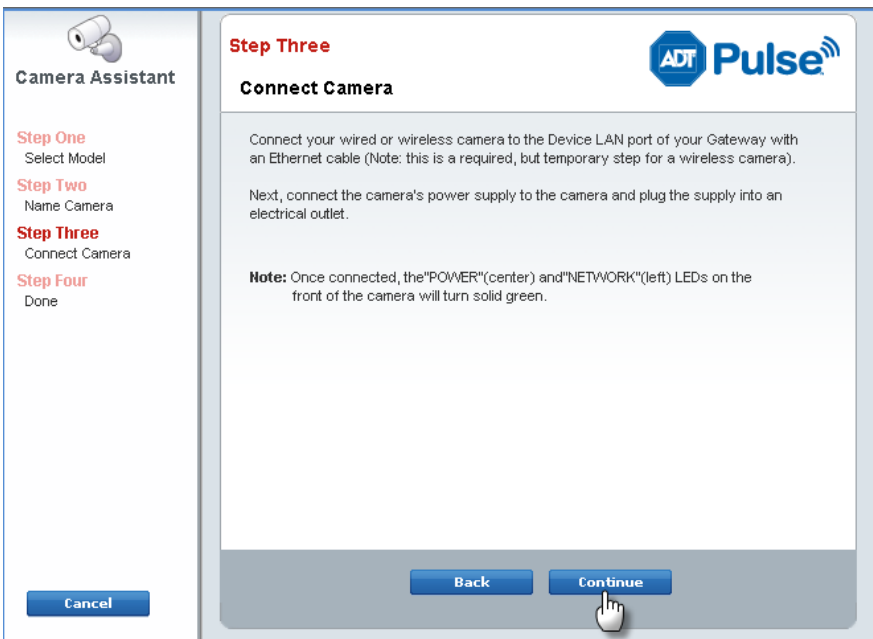 Camera Assistant
Step One
Select Model
Step Two
Name Camera
Step Three
Connect Camera
Step Four
Done
Cancel
Step Three
ADT Pulse
Connect Camera
Connect your wired or wireless camera to the Device LAN port of your Gateway with
an Ethernet cable (Note: this is a required, but temporary step for a wireless camera).
Next, connect the camera's power supply to the camera and plug the supply into an
electrical outlet.
Note: Once connected, the"POWER"(center) and"NETWORK"(left) LEDs on the
front of the camera will turn solid green.
Back
Continue